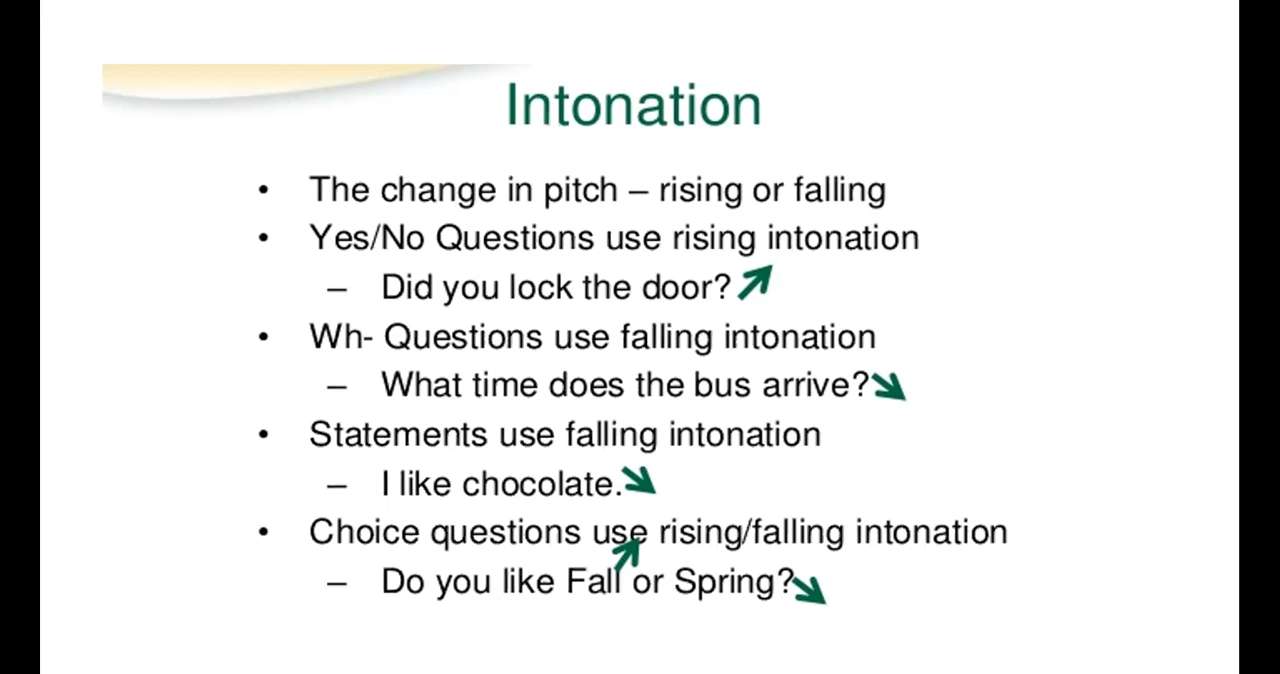 Intonation
• The change in pitch – rising or falling
• Yes/No Questions use rising intonation
– Did you lock the door?
• Wh- Questions use falling intonation
– What time does the bus arrive?
• Statements use falling intonation
– I like chocolate.
• Choice questions use rising/falling intonation
– Do you like Fall or Spring?